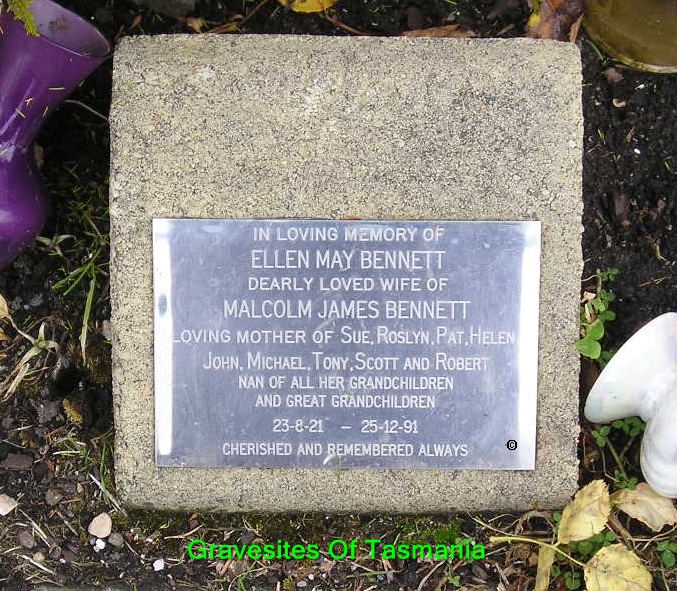 IN LOVING MEMORY OF
ELLEN MAY BENNETT
DEARLY LOVED WIFE OF
MALCOLM JAMES BENNETT
LOVING MOTHER OF SUE, ROSLYN, PAT, HELEN
JOHN, MICHAEL, TONY, SCOTT AND ROBERT
NAN OF ALL HER GRANDCHILDREN
AND GREAT GRANDCHILDREN
23-8-21 — 25-12-91
CHERISHED AND REMEMBERED ALWAYS
©
Gravesites Of Tasmania